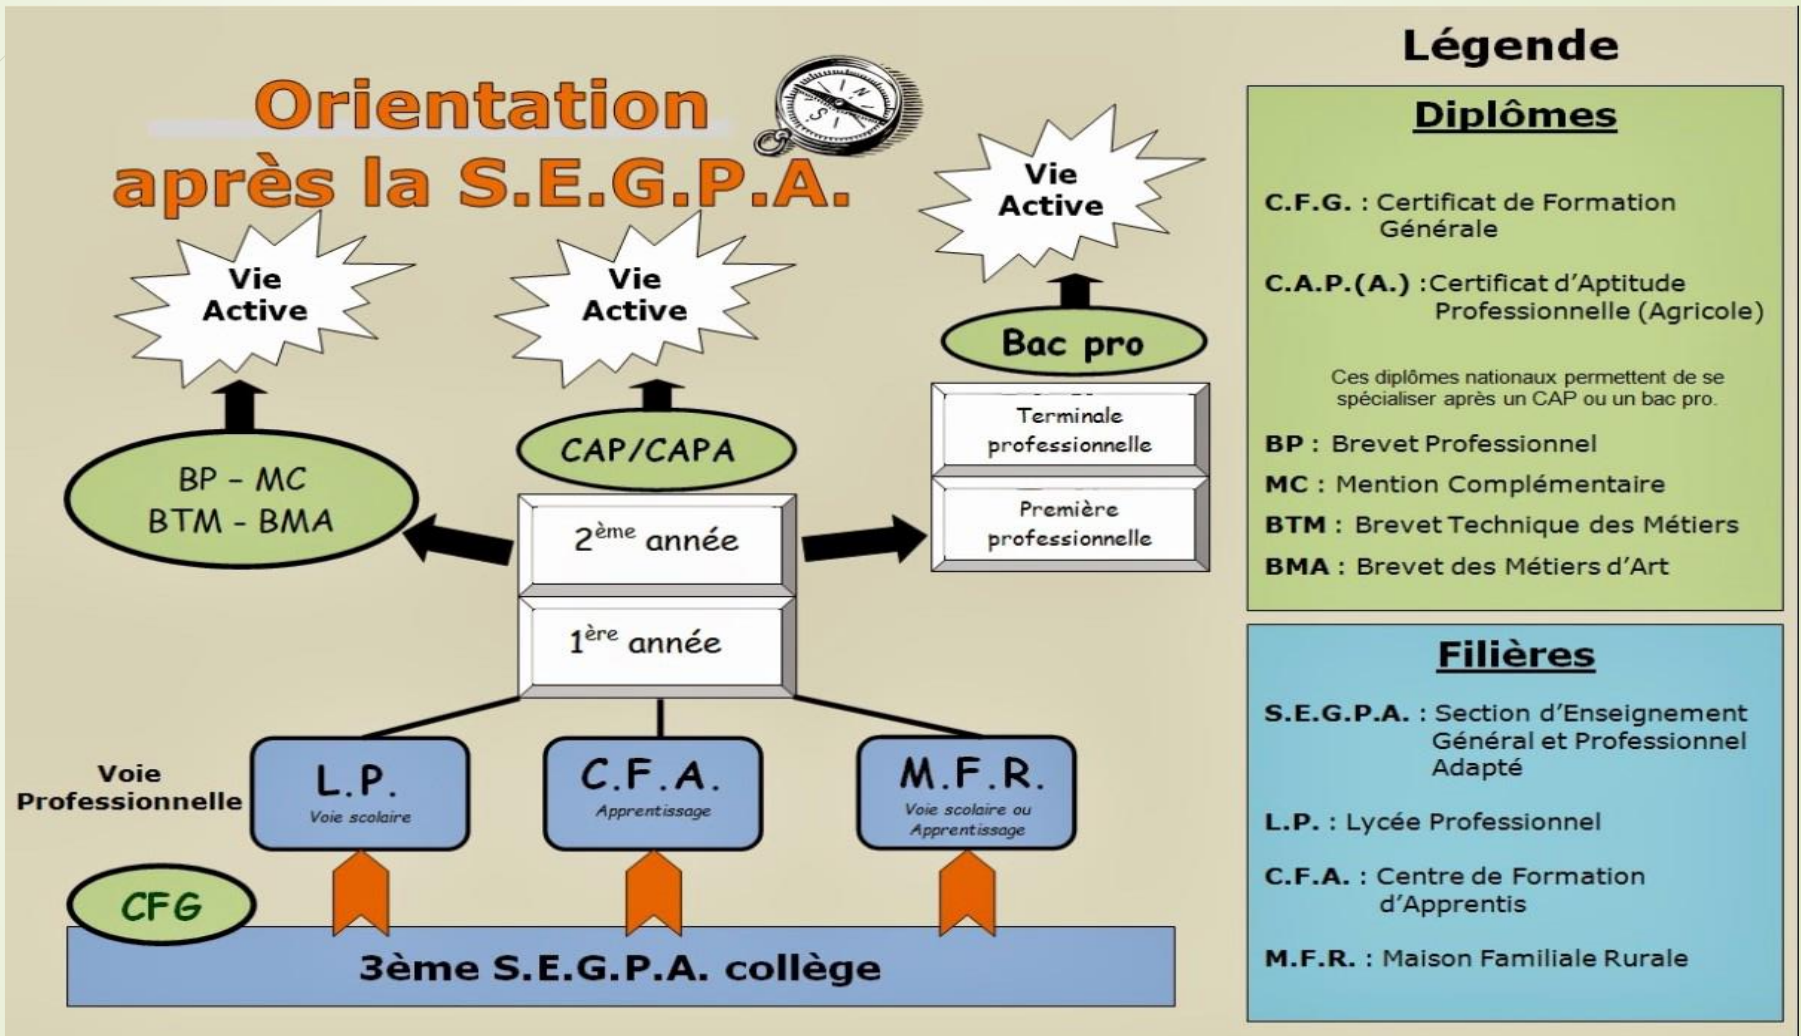 Orientation
après la S.E.G.P.A.
N
S
Vie
Active
Vie
Active
Vie
Active
Bac pro
Terminale
professionnelle
Première
professionnelle
CAP/CAPA
BP - MC
BTM - BMA
2ème année
1ère année
Voie
Professionnelle
L.P.
Voie scolaire
C.F.A.
Apprentissage
M.F.R.
Voie scolaire ou
Apprentissage
CFG
3ème S.E.G.P.A. collège
Légende
Diplômes
C.F.G. : Certificat de Formation
Générale
C.A.P.(A.) :Certificat d'Aptitude
Professionnelle (Agricole)
Ces diplômes nationaux permettent de se
spécialiser après un CAP ou un bac pro.
BP : Brevet Professionnel
MC : Mention Complémentaire
BTM : Brevet Technique des Métiers
BMA : Brevet des Métiers d'Art
Filières
S.E.G.P.A. : Section d'Enseignement
Général et Professionnel
Adapté
L.P. : Lycée Professionnel
C.F.A. : Centre de Formation
d'Apprentis
M.F.R. : Maison Familiale Rurale